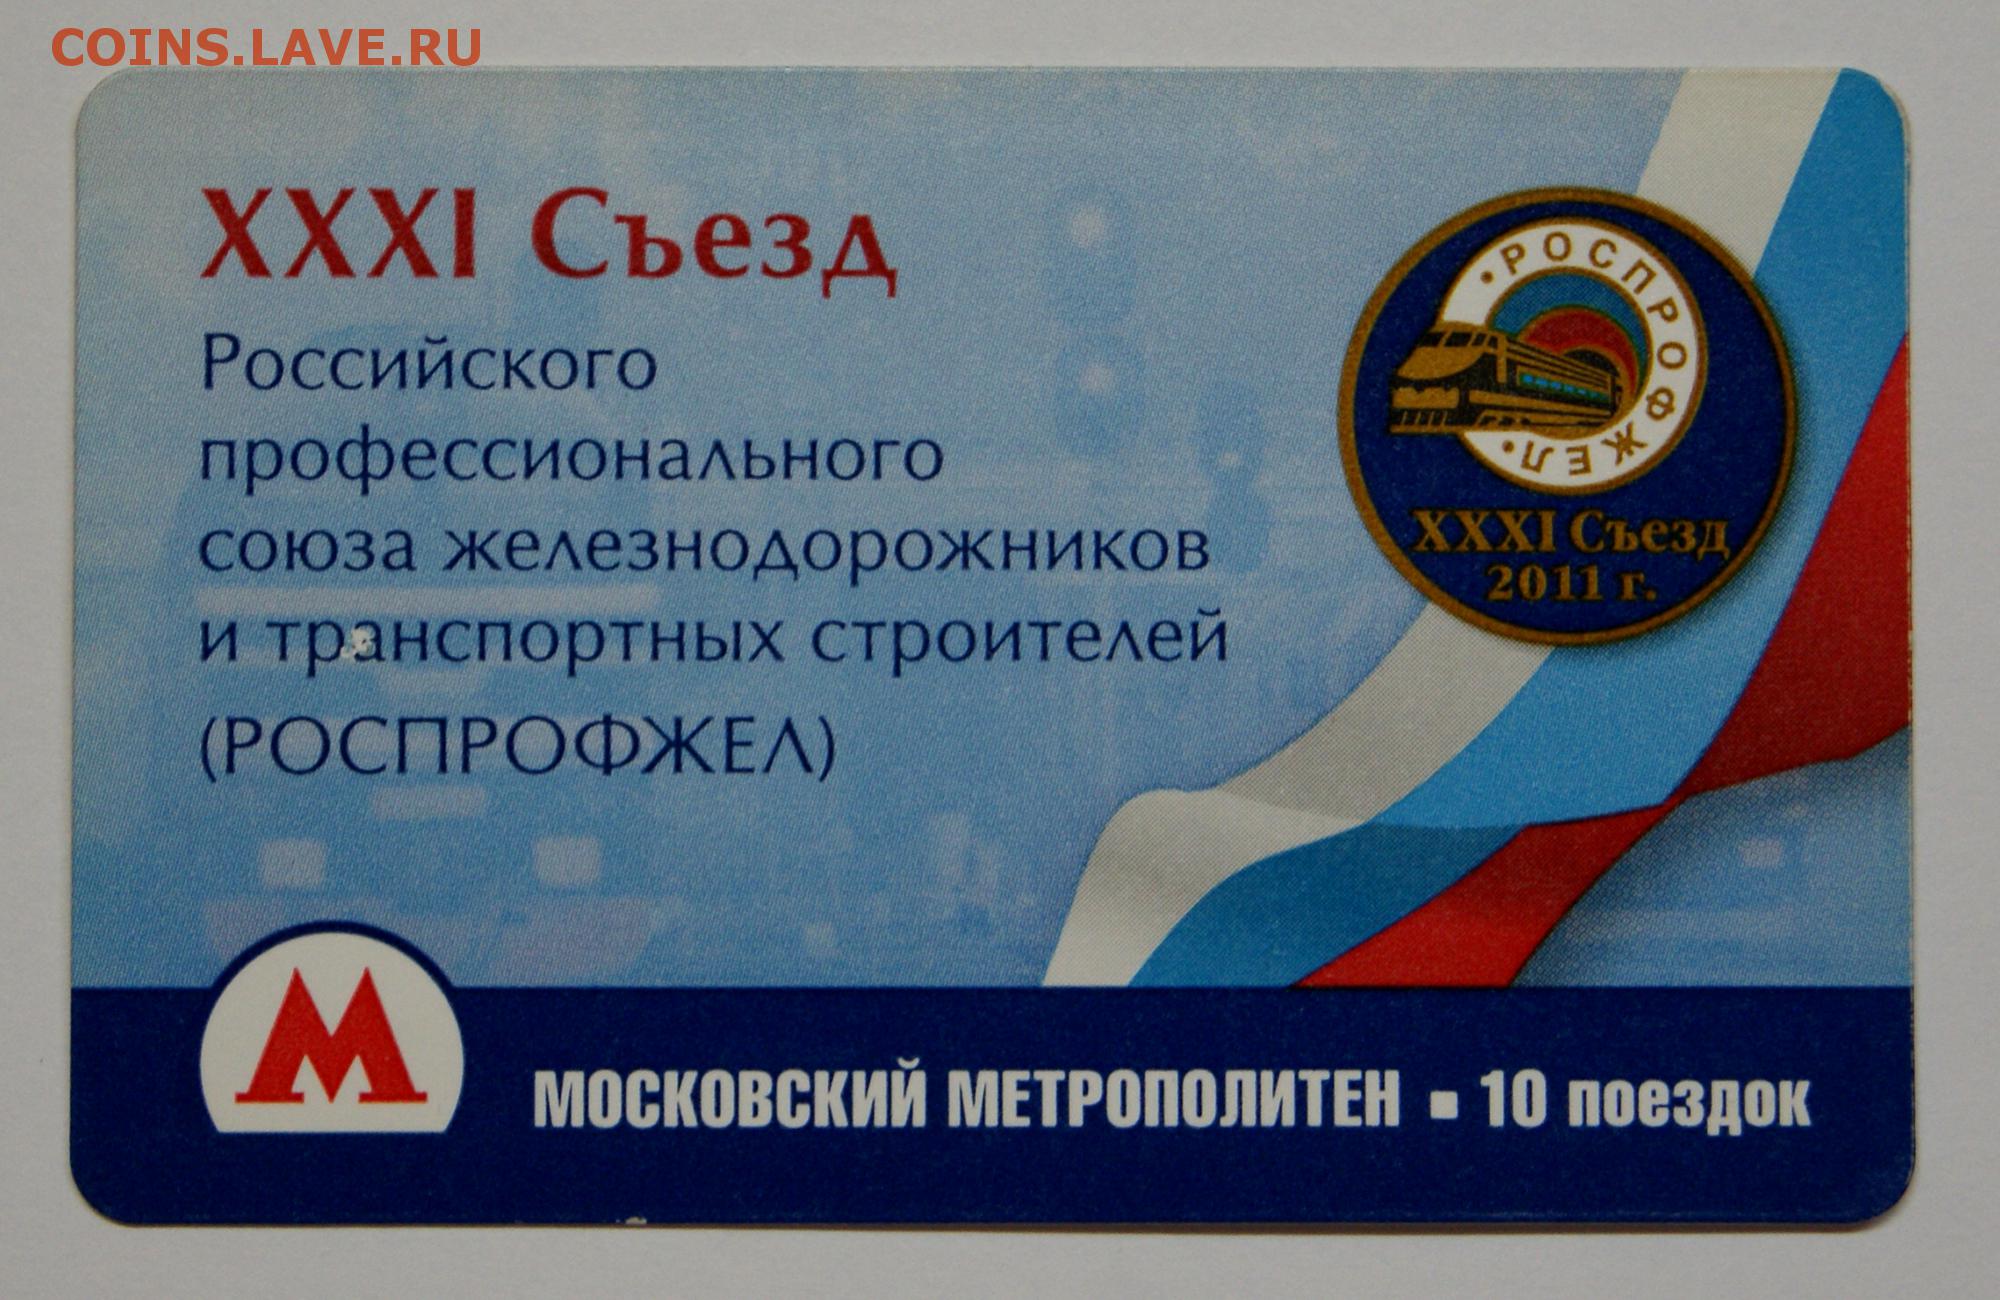 COINS.LAVE.RU
XXXI Съезд
Российского
профессионального
союза железнодорожников
и транспортных строителей
(РОСПРОФЖЕЛ)
• РОСПРОФЖЕЛ •
XXXI Съезд
2011 г.
М
МОСКОВСКИЙ МЕТРОПОЛИТЕН ▪ 10 поездок